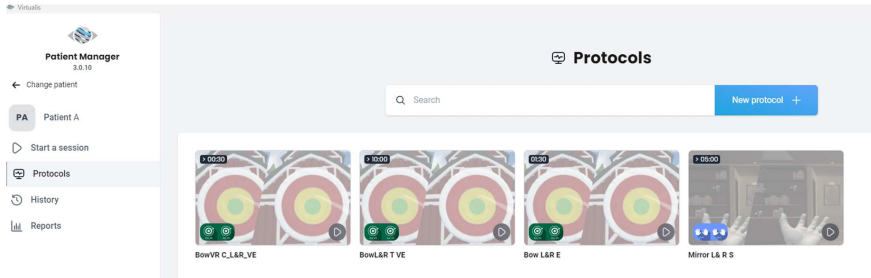 Virtualis
Patient Manager
3.0.10
Change patient
PA Patient A
Start a session
Protocols
History
Reports
Protocols
Search
New protocol +
> 00:30
> 10:00
01:30
> 05:00
BowVR C_L&R_VE
BowL&R T VE
Bow L&R E
Mirror L& R S